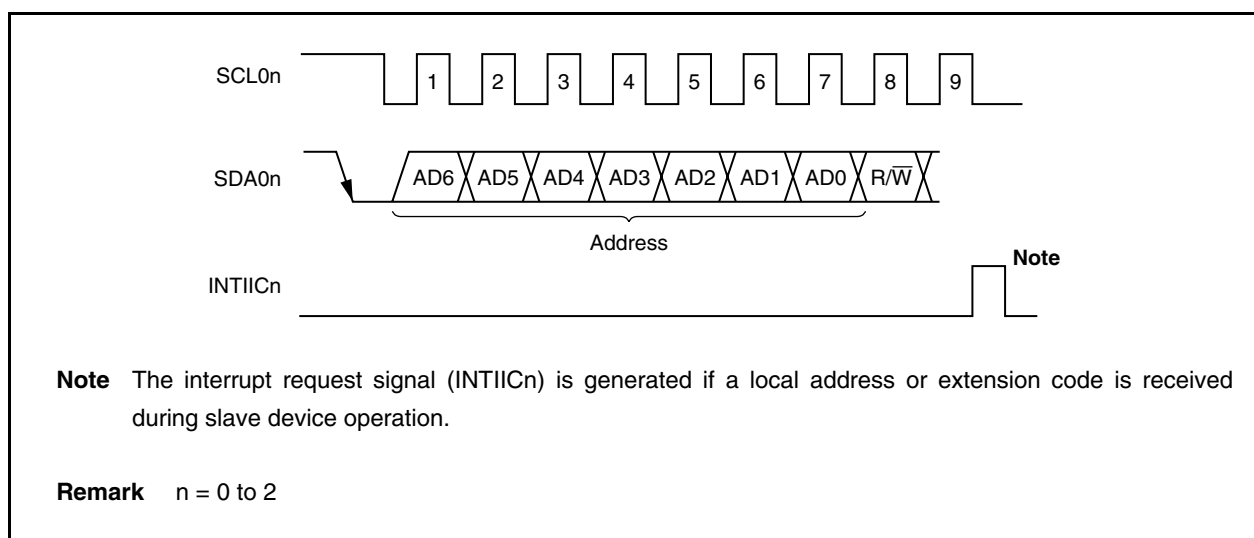 SCL0n 1 2 3 4 5 6 7 8 9
SDA0n AD6 AD5 AD4 AD3 AD2 AD1 AD0 R/W̅
Address
Note
INTIICn
Note The interrupt request signal (INTIICn) is generated if a local address or extension code is received
during slave device operation.
Remark n = 0 to 2